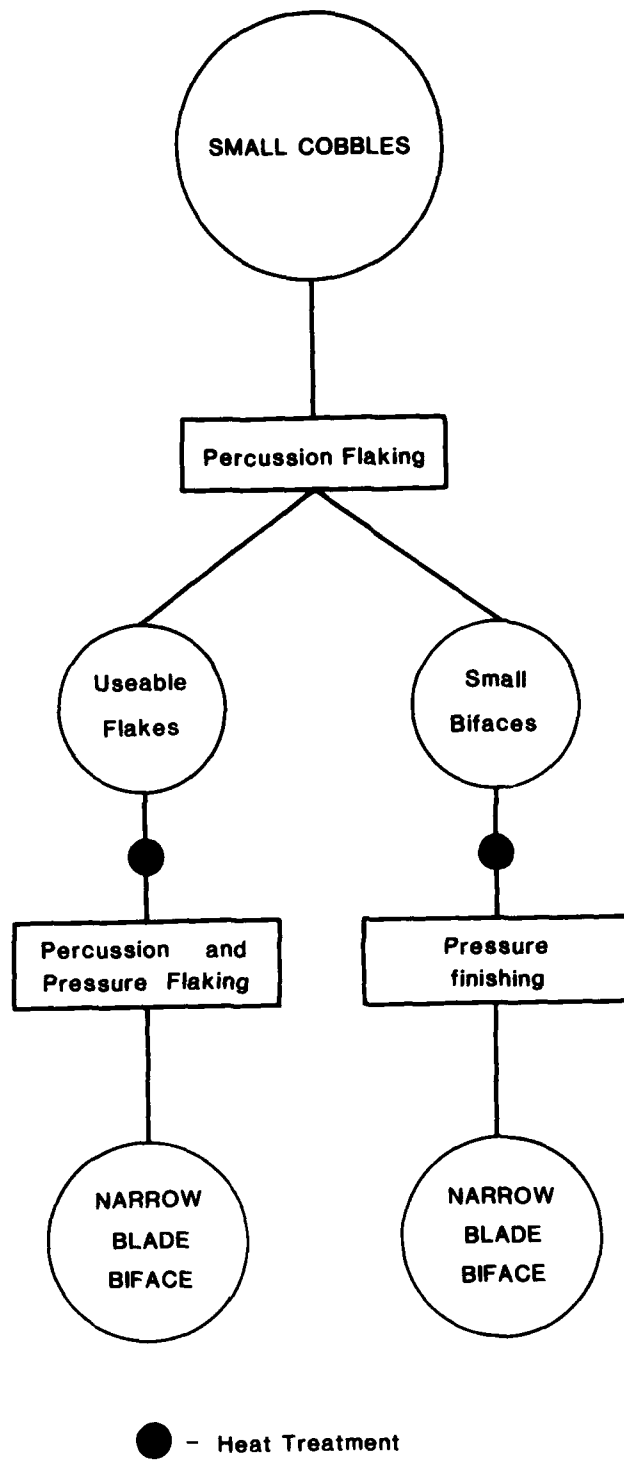 SMALL COBBLES
Percussion Flaking
Useable
Flakes
Small
Bifaces
Percussion and
Pressure Flaking
Pressure
finishing
NARROW
BLADE
BIFACE
NARROW
BLADE
BIFACE
- Heat Treatment